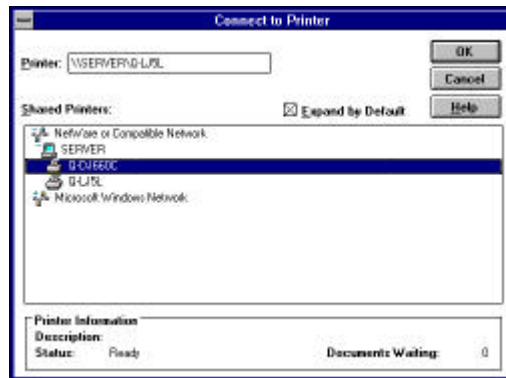 Connect to Printer
Printer: \\SERVER\Q-LJ5L
OK
Cancel
Help
Shared Printers:
Expand by Default
NetWare or Compatible Network
SERVER
Q-DJ660C
Q-LJ5L
Microsoft Windows Network
Printer Information
Description:
Status: Ready
Documents Waiting: 0